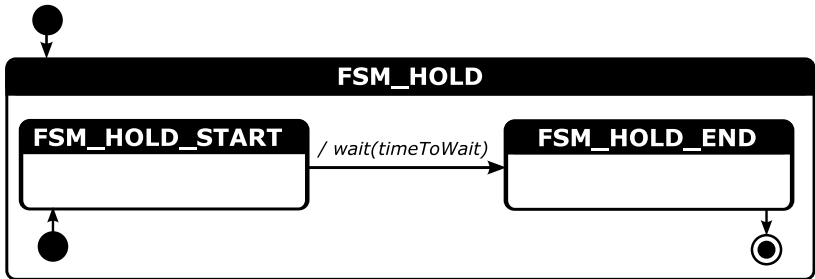 FSM_HOLD
FSM_HOLD_START
/ wait(timeToWait)
FSM_HOLD_END